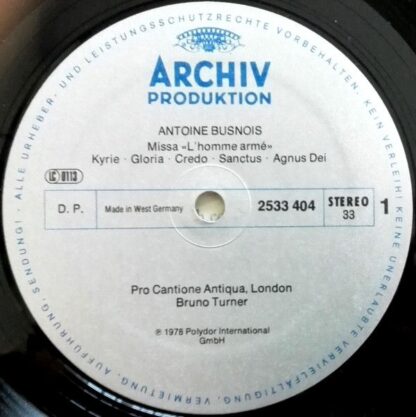 ALLE URHEBER- UND LEISTUNGSSCHUTZRECHTE VORBEHALTEN. KEIN VERLEIH! KEINE UNERLAUBTE VERVIELFÄLTIGUNG, VERMIETUNG, AUFFÜHRUNG, SENDUNG!
ARCHIV
PRODUKTION
ANTOINE BUSNOIS
Missa «L'homme armé»
Kyrie · Gloria · Credo · Sanctus · Agnus Dei
LC 0113
D. P. Made in West Germany 2533 404 STEREO 33 1
Pro Cantione Antiqua, London
Bruno Turner
℗ 1978 Polydor International
GmbH